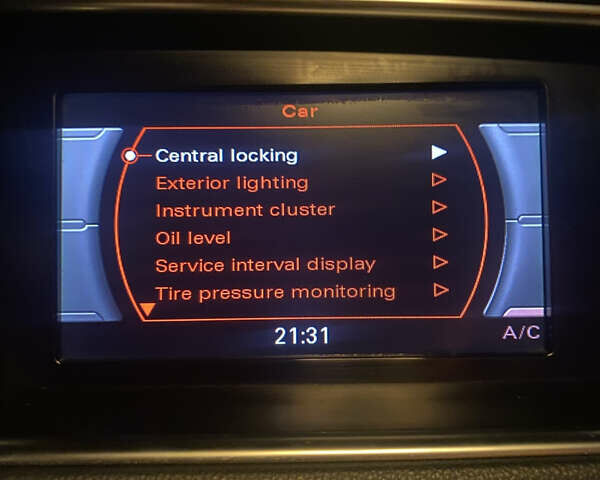 Car
Central locking
Exterior lighting
Instrument cluster
Oil level
Service interval display
Tire pressure monitoring
21:31
A/C